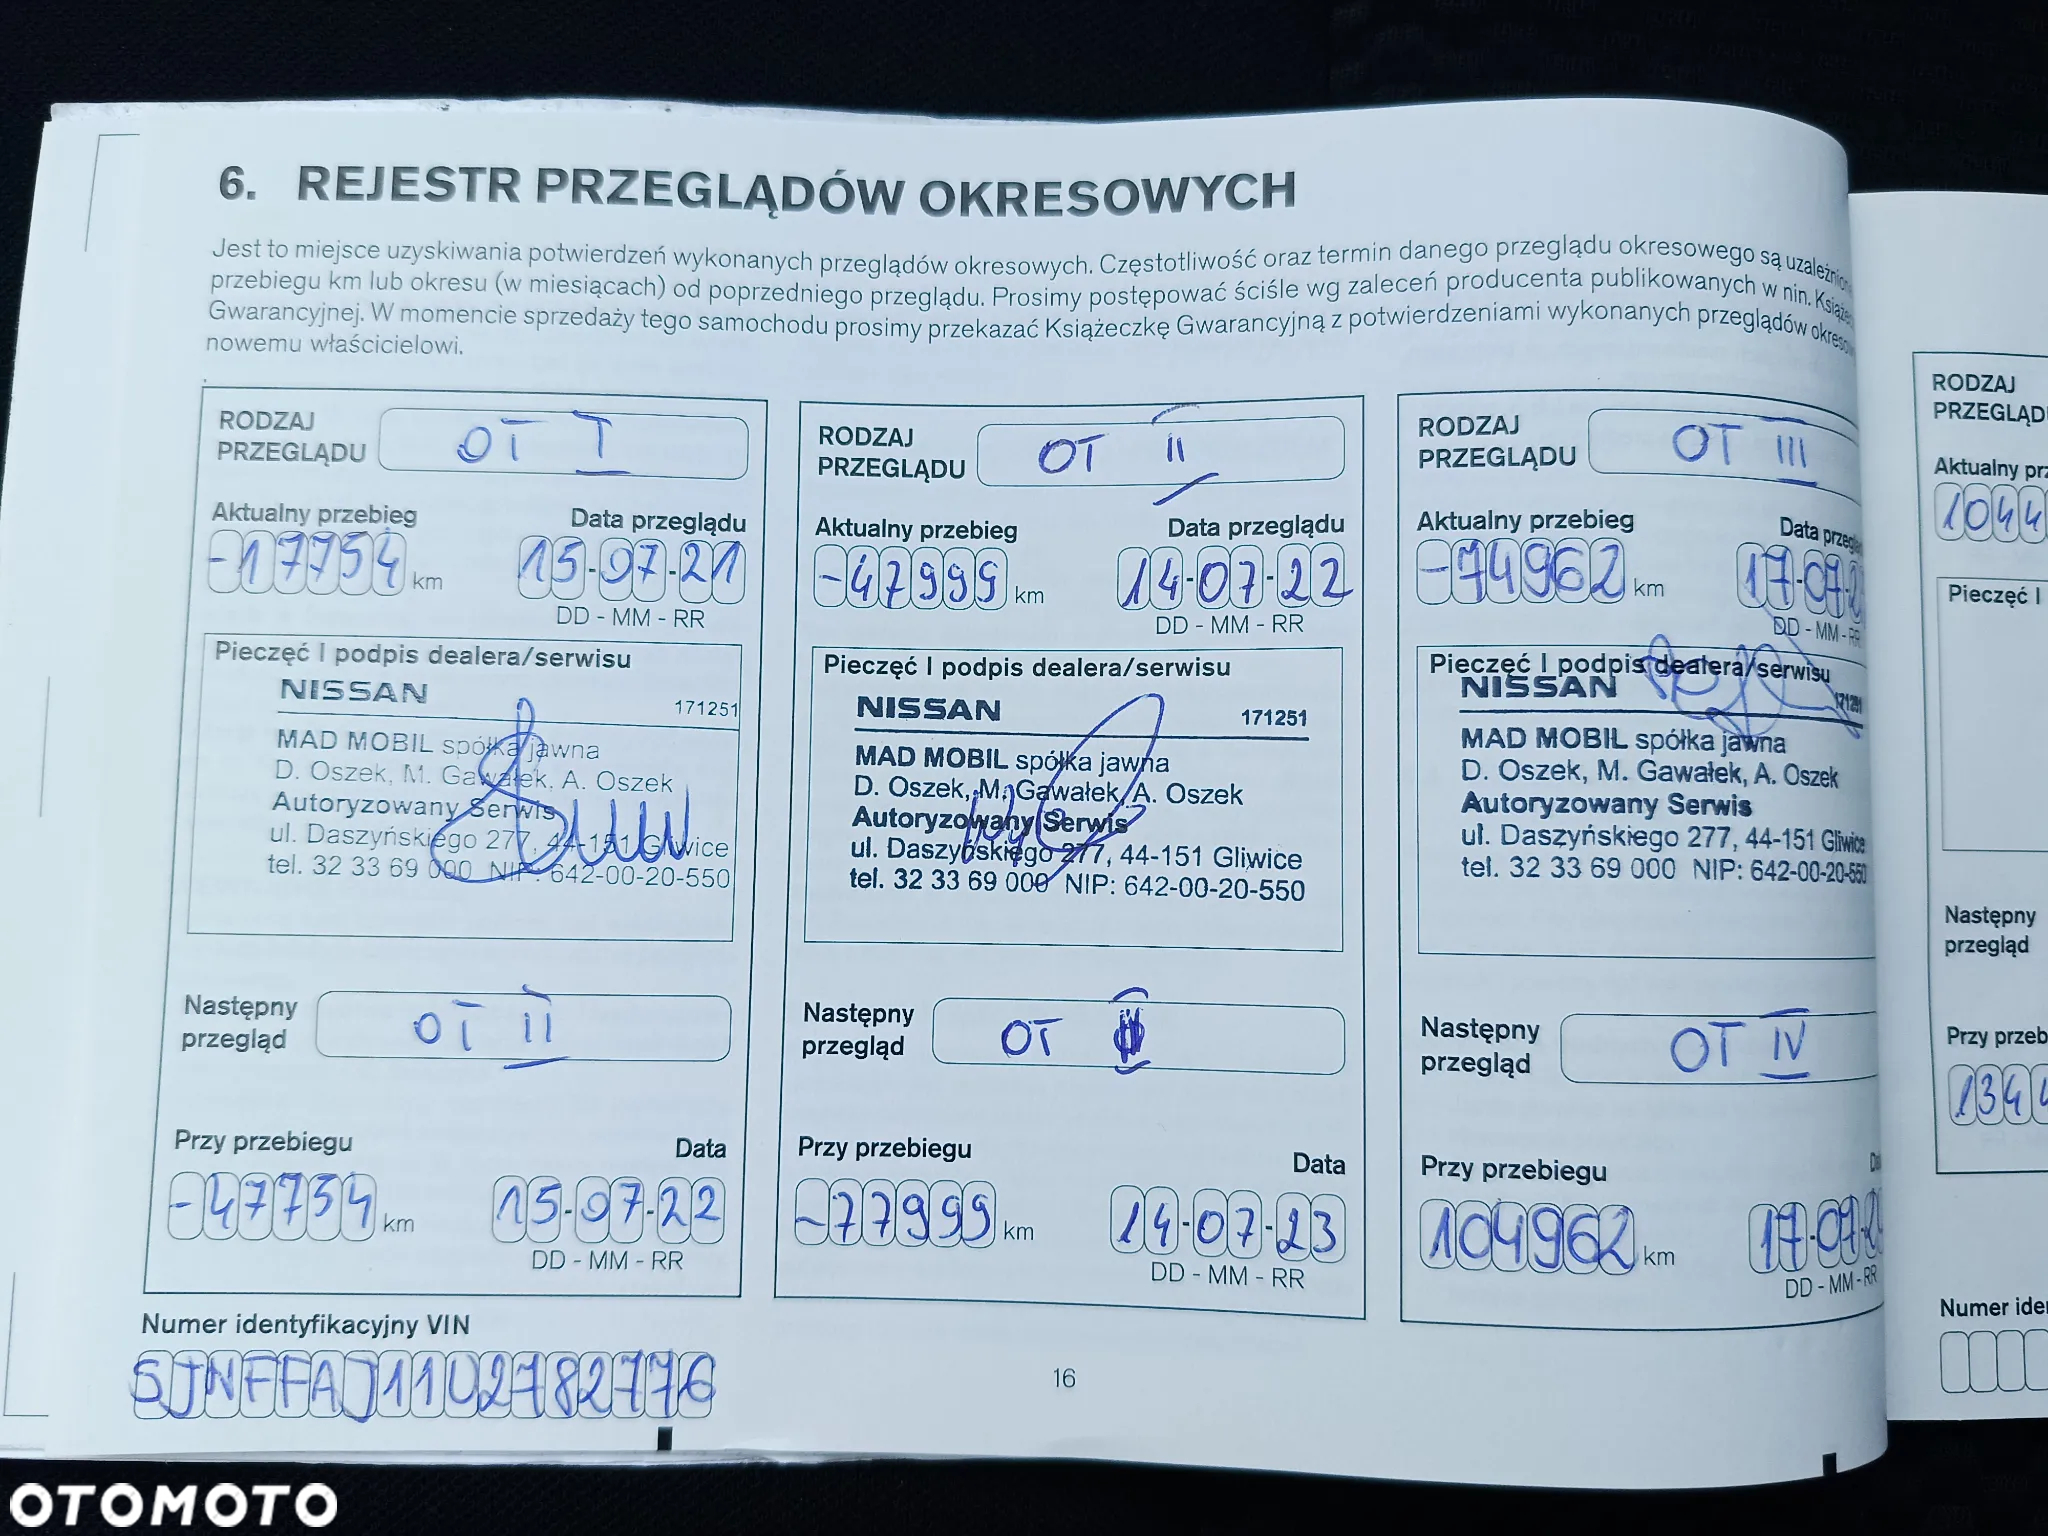 6. REJESTR PRZEGLĄDÓW OKRESOWYCH
Jest to miejsce uzyskiwania potwierdzeń wykonanych przeglądów okresowych. Częstotliwość oraz termin danego przeglądu okresowego są uzależnione
przebiegu km lub okresu (w miesiącach) od poprzedniego przeglądu. Prosimy postępować ściśle wg zaleceń producenta publikowanych w nin.
Gwarancyjnej. W momencie sprzedaży tego samochodu prosimy przekazać Książeczkę Gwarancyjną z potwierdzeniami wykonanych przeglądów
nowemu właścicielowi.
RODZAJ
PRZEGLĄDU OT I
Aktualny przebieg Data przeglądu
-17754 km 15-07-21
DD - MM - RR
Pieczęć I podpis dealera/serwisu
NISSAN 171251
MAD MOBIL spółka jawna
D. Oszek, M. Gawałek, A. Oszek
Autoryzowany Serwis
ul. Daszyńskiego 277, 44-151 Gliwice
tel. 32 33 69 000 NIP: 642-00-20-550
Następny
przegląd OT II
Przy przebiegu Data
-47754 km 15-07-22
DD - MM - RR
RODZAJ
PRZEGLĄDU OT II
Aktualny przebieg Data przeglądu
-47999 km 14-07-22
DD - MM - RR
Pieczęć I podpis dealera/serwisu
NISSAN 171251
MAD MOBIL spółka jawna
D. Oszek, M. Gawałek, A. Oszek
Autoryzowany Serwis
ul. Daszyńskiego 277, 44-151 Gliwice
tel. 32 33 69 000 NIP: 642-00-20-550
Następny
przegląd OT
Przy przebiegu Data
-77999 km 14-07-23
DD - MM - RR
RODZAJ
PRZEGLĄDU OT III
Aktualny przebieg Data
-74962 km 17-07-2
DD - MM - RR
Pieczęć I podpis dealera/serwisu
NISSAN 171251
MAD MOBIL spółka jawna
D. Oszek, M. Gawałek, A. Oszek
Autoryzowany Serwis
ul. Daszyńskiego 277, 44-151 Gliwice
tel. 32 33 69 000 NIP: 642-00-20-550
Następny
przegląd OT IV
Przy przebiegu
104962 km 17-07-2
DD - MM - RR
Numer identyfikacyjny VIN
SJNFFAJ11U2782776
16
RODZAJ
PRZEGLĄD
Aktualny
1044
Pieczęć I
Następny
przegląd
Przy
134
Numer
OTOMOTO